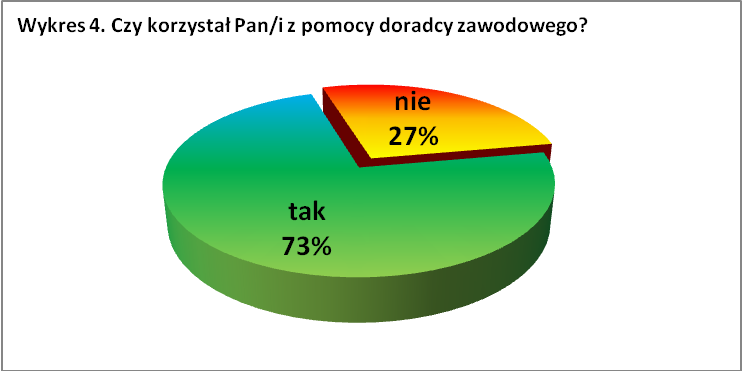 Wykres 4. Czy korzystał Pan/i z pomocy doradcy zawodowego?
nie
27%
tak
73%